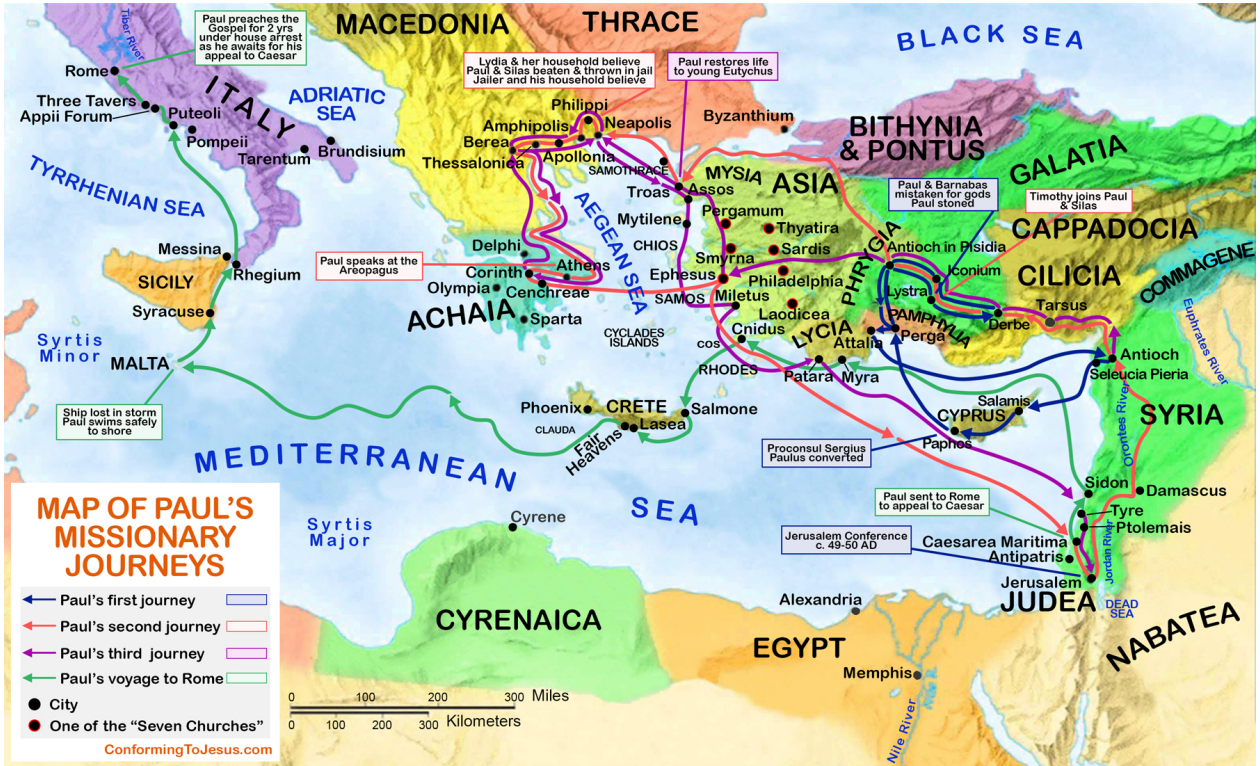 MACEDONIA
THRACE
BLACK SEA
Tiber River
Paul preaches the
Gospel for 2 yrs
under house arrest
as he awaits for his
appeal to Caesar
Lydia & her household believe
Paul & Silas beaten & thrown in jail
Jailer and his household believe
Paul restores life
to young Eutychus
Rome
Three Tavers
Appii Forum
Puteoli
Pompeii
ITALY
ADRIATIC
SEA
Tarentum
Brundisium
TYRRHENIAN SEA
Philippi
Neapolis
Amphipolis
Berea
Thessalonica
Apollonia
SAMOTHRACE
Byzanthium
BITHYNIA
& PONTUS
GALATIA
MYSIA
ASIA
Troas
Assos
Paul & Barnabas
mistaken for gods
Paul stoned
Timothy joins Paul
& Silas
CAPPADOCIA
Mytilene
Pergamum
Thyatira
AEGEAN SEA
CHIOS
Smyrna
Sardis
Philadelphia
PHRYGIA
Antioch in Pisidia
Iconium
CILICIA
COMMAGENE
Messina
Rhegium
SICILY
Syracuse
Paul speaks at the
Areopagus
Delphi
Corinth
Athens
Olympia
Cenchreae
ACHAIA
Sparta
Ephesus
SAMOS
Miletus
Laodicea
Lystra
Derbe
Tarsus
Euphrates River
PAMPHYLIA
Perga
Attalia
LYCIA
Cnidus
CYCLADES
ISLANDS
COS
RHODES
Patara
Myra
Antioch
Seleucia Pieria
Syrtis
Minor
MALTA
Ship lost in storm
Paul swims safely
to shore
Phoenix
CRETE
Salmone
CLAUDA
Lasea
Fair
Heavens
Salamis
CYPRUS
Paphos
Orontes River
SYRIA
Proconsul Sergius
Paulus converted
MEDITERRANEAN
SEA
Sidon
Damascus
Paul sent to Rome
to appeal to Caesar
Tyre
Ptolemais
Jerusalem Conference
c. 49-50 AD
Caesarea Maritima
Antipatris
Jordan River
Jerusalem
JUDEA
DEAD
SEA
NABATEA
Syrtis
Major
Cyrene
CYRENAICA
Alexandria
EGYPT
Memphis
Nile River
Nile R
MAP OF PAUL'S
MISSIONARY
JOURNEYS
Paul's first journey
Paul's second journey
Paul's third journey
Paul's voyage to Rome
City
One of the "Seven Churches"
ConformingToJesus.com
0 100 200 300 Miles
0 100 200 300 Kilometers